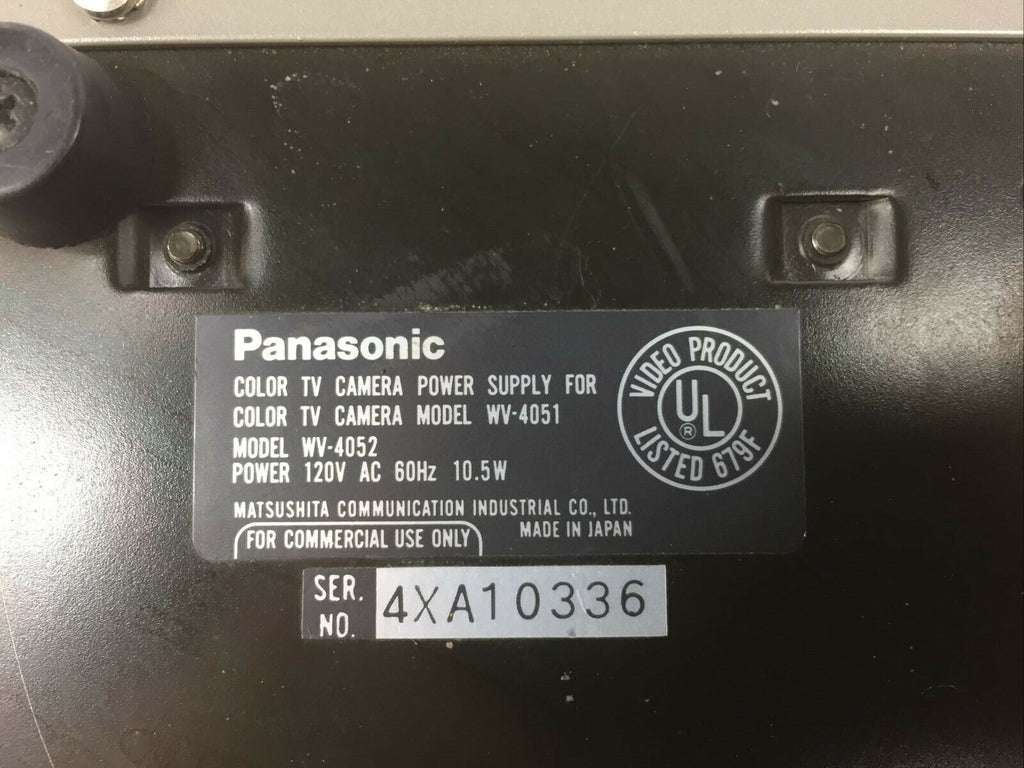 Panasonic
COLOR TV CAMERA POWER SUPPLY FOR
COLOR TV CAMERA MODEL WV-4051
MODEL WV-4052
POWER 120V AC 60Hz 10.5W
MATSUSHITA COMMUNICATION INDUSTRIAL CO., LTD.
FOR COMMERCIAL USE ONLY
MADE IN JAPAN
VIDEO PRODUCT
UL
®
LISTED 679F
SER.
NO.
4XA10336